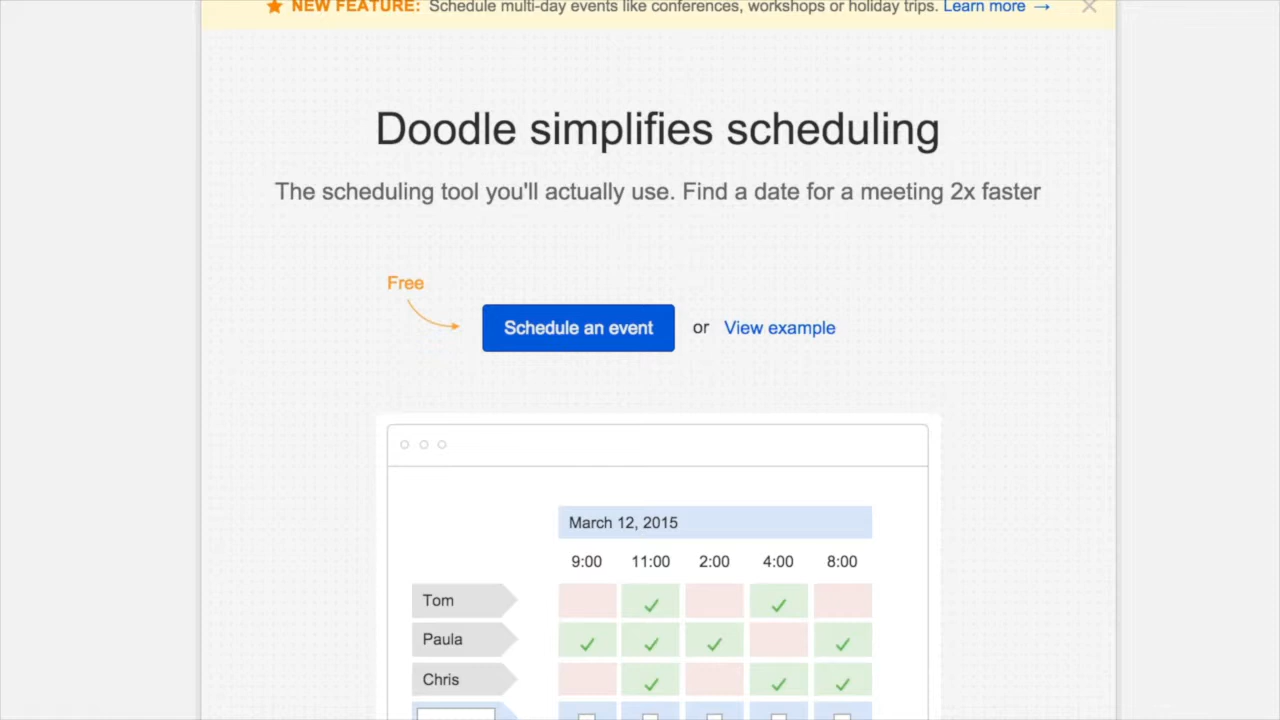 NEW FEATURE: Schedule multi-day events like conferences, workshops or holiday trips. Learn more →
Doodle simplifies scheduling
The scheduling tool you'll actually use. Find a date for a meeting 2x faster
Free
Schedule an event or View example
March 12, 2015
9:00 11:00 2:00 4:00 8:00
Tom
Paula
Chris